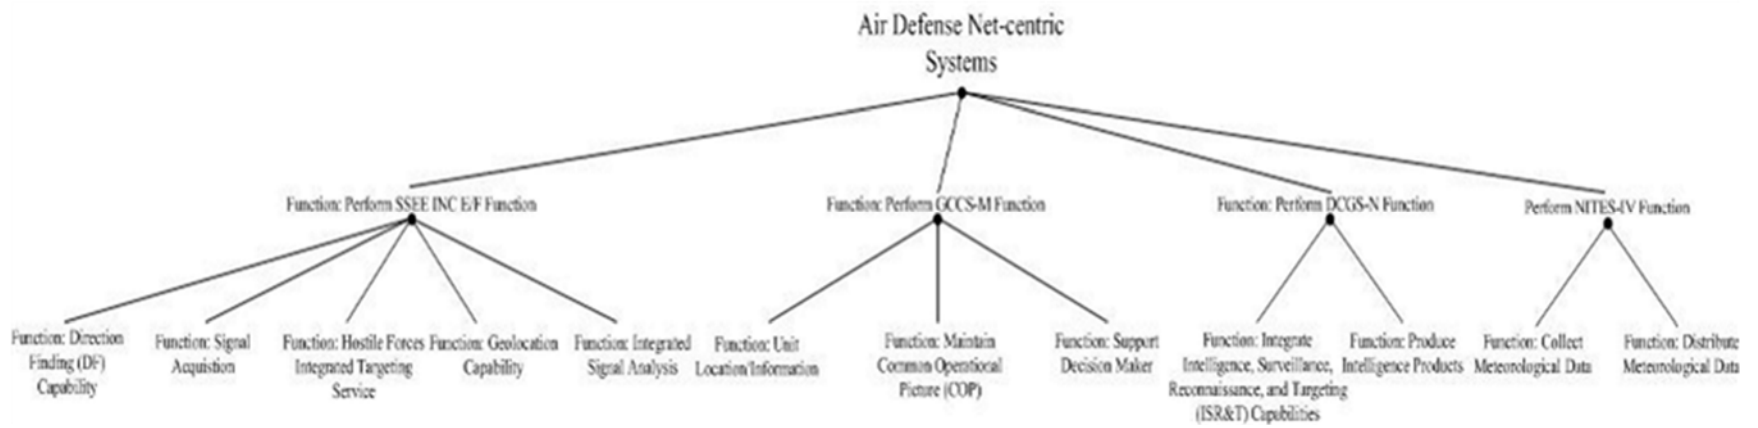 Air Defense Net-centric
Systems
Function: Perform SSEE INC E/F Function
Function: Perform GCCS-M Function
Function: Perform DCGS-N Function
Perform NITES-IV Function
Function: Direction
Finding (DF)
Capability
Function: Signal
Acquistion
Function: Hostile Forces
Integrated Targeting
Service
Function: Geolocation
Capability
Function: Integrated
Signal Analysis
Function: Unit
Location/Information
Function: Maintain
Common Operational
Picture (COP)
Function: Support
Decision Maker
Function: Integrate
Intelligence, Surveillance,
Reconnaissance, and Targeting
(ISR&T) Capabilities
Function: Produce
Intelligence Products
Function: Collect
Meteorological Data
Function: Distribute
Meteorological Data